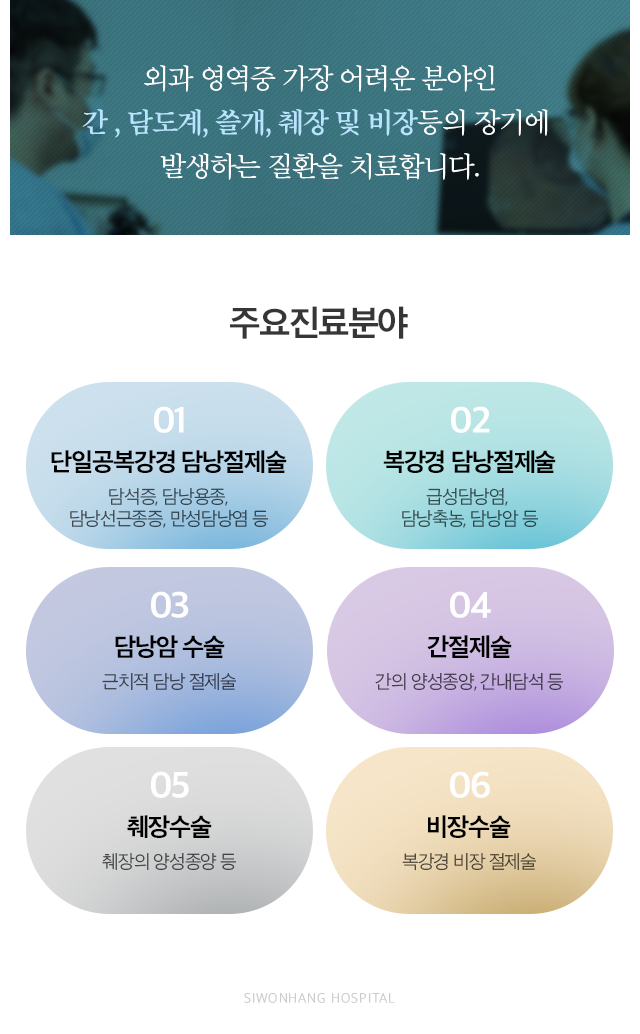 외과 영역중 가장 어려운 분야인
간 , 담도계, 쓸개, 췌장 및 비장등의 장기에
발생하는 질환을 치료합니다.
주요진료분야
01
단일공복강경 담낭절제술
담석증, 담낭용종,
담낭선근종증, 만성담낭염 등
02
복강경 담낭절제술
급성담낭염,
담낭축농, 담낭암 등
03
담낭암 수술
근치적 담낭 절제술
04
간절제술
간의 양성종양, 간내담석 등
05
췌장수술
췌장의 양성종양 등
06
비장수술
복강경 비장 절제술
SIWONHANG HOSPITAL